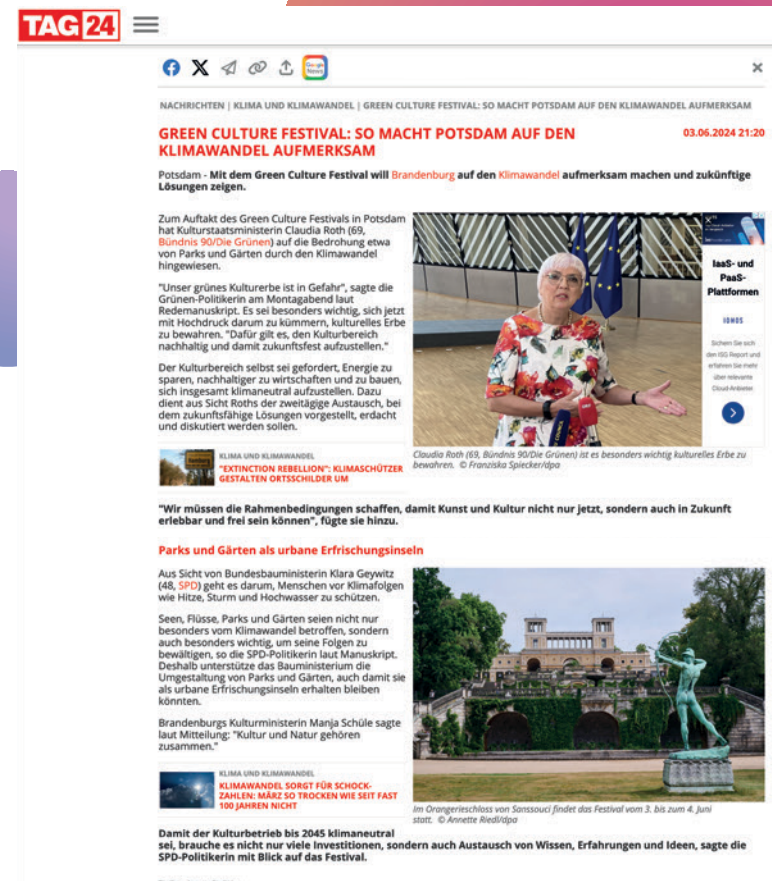 TAG24
Google
News
NACHRICHTEN | KLIMA UND KLIMAWANDEL | GREEN CULTURE FESTIVAL: SO MACHT POTSDAM AUF DEN KLIMAWANDEL AUFMERKSAM
GREEN CULTURE FESTIVAL: SO MACHT POTSDAM AUF DEN
KLIMAWANDEL AUFMERKSAM
03.06.2024 21:20
Potsdam - Mit dem Green Culture Festival will Brandenburg auf den Klimawandel aufmerksam machen und zukünftige
Lösungen zeigen.
Zum Auftakt des Green Culture Festivals in Potsdam
hat Kulturstaatsministerin Claudia Roth (69,
Bündnis 90/Die Grünen) auf die Bedrohung etwa
von Parks und Gärten durch den Klimawandel
hingewiesen.
"Unser grünes Kulturerbe ist in Gefahr", sagte die
Grünen-Politikerin am Montagabend laut
Redemanuskript. Es sei besonders wichtig, sich jetzt
mit Hochdruck darum zu kümmern, kulturelles Erbe
zu bewahren. "Dafür gilt es, den Kulturbereich
nachhaltig und damit zukunftsfest aufzustellen."
Der Kulturbereich selbst sei gefordert, Energie zu
sparen, nachhaltiger zu wirtschaften und zu bauen,
sich insgesamt klimaneutral aufzustellen. Dazu
dient aus Sicht Roths der zweitägige Austausch, bei
dem zukunftsfähige Lösungen vorgestellt, erdacht
und diskutiert werden sollen.
IaaS- und
PaaS-
Plattformen
IONOS
Sichern Sie sich
den ISG Report und
erfahren Sie mehr
über relevante
Cloud-Anbieter.
Claudia Roth (69, Bündnis 90/Die Grünen) ist es besonders wichtig kulturelles Erbe zu
bewahren. © Franziska Spiecker/dpa
KLIMA UND KLIMAWANDEL
"EXTINCTION REBELLION": KLIMASCHÜTZER
GESTALTEN ORTSSCHILDER UM
"Wir müssen die Rahmenbedingungen schaffen, damit Kunst und Kultur nicht nur jetzt, sondern auch in Zukunft
erlebbar und frei sein können", fügte sie hinzu.
Parks und Gärten als urbane Erfrischungsinseln
Aus Sicht von Bundesbauministerin Klara Geywitz
(48, SPD) geht es darum, Menschen vor Klimafolgen
wie Hitze, Sturm und Hochwasser zu schützen.
Seen, Flüsse, Parks und Gärten seien nicht nur
besonders vom Klimawandel betroffen, sondern
auch besonders wichtig, um seine Folgen zu
bewältigen, so die SPD-Politikerin laut Manuskript.
Deshalb unterstütze das Bauministerium die
Umgestaltung von Parks und Gärten, auch damit sie
als urbane Erfrischungsinseln erhalten bleiben
könnten.
Brandenburgs Kulturministerin Manja Schüle sagte
laut Mitteilung: "Kultur und Natur gehören
zusammen."
KLIMA UND KLIMAWANDEL
KLIMAWANDEL SORGT FÜR SCHOCK-
ZAHLEN: MÄRZ SO TROCKEN WIE SEIT FAST
100 JAHREN NICHT
Im Orangerieschloss von Sanssouci findet das Festival vom 3. bis zum 4. Juni
statt. © Annette Riedl/dpa
Damit der Kulturbetrieb bis 2045 klimaneutral
sei, brauche es nicht nur viele Investitionen, sondern auch Austausch von Wissen, Erfahrungen und Ideen, sagte die
SPD-Politikerin mit Blick auf das Festival.